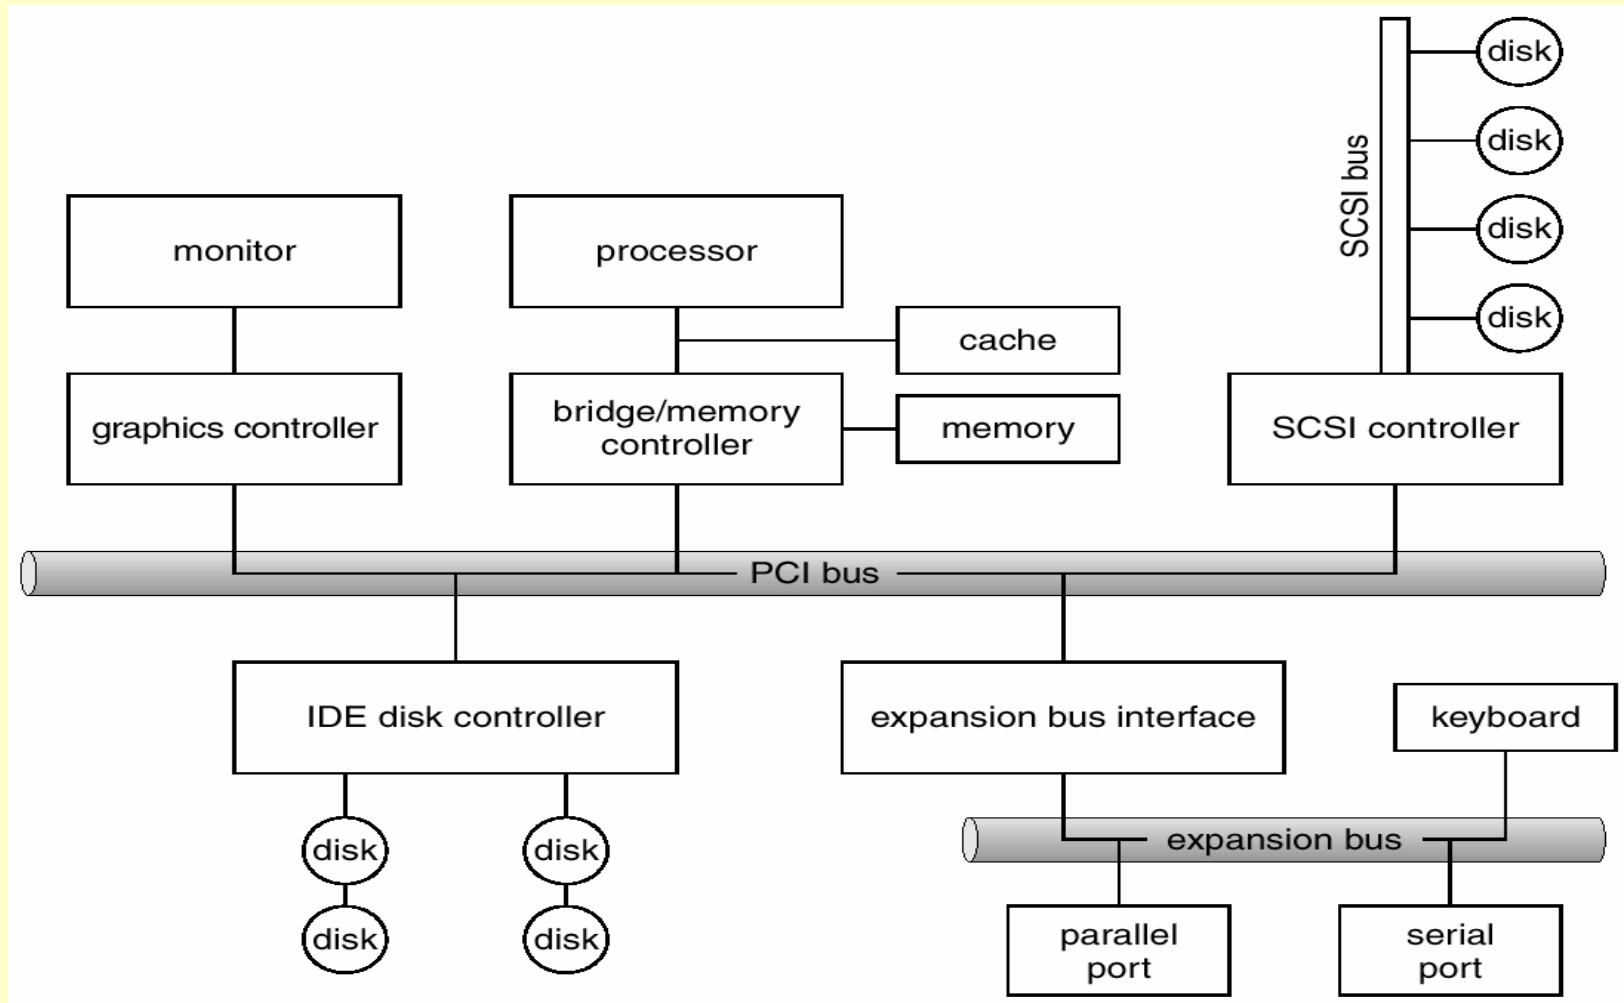 disk
disk
SCSI bus
disk
disk
monitor
processor
cache
graphics controller
bridge/memory
controller
memory
SCSI controller
PCI bus
IDE disk controller
expansion bus interface
keyboard
disk
disk
expansion bus
disk
disk
parallel
port
serial
port